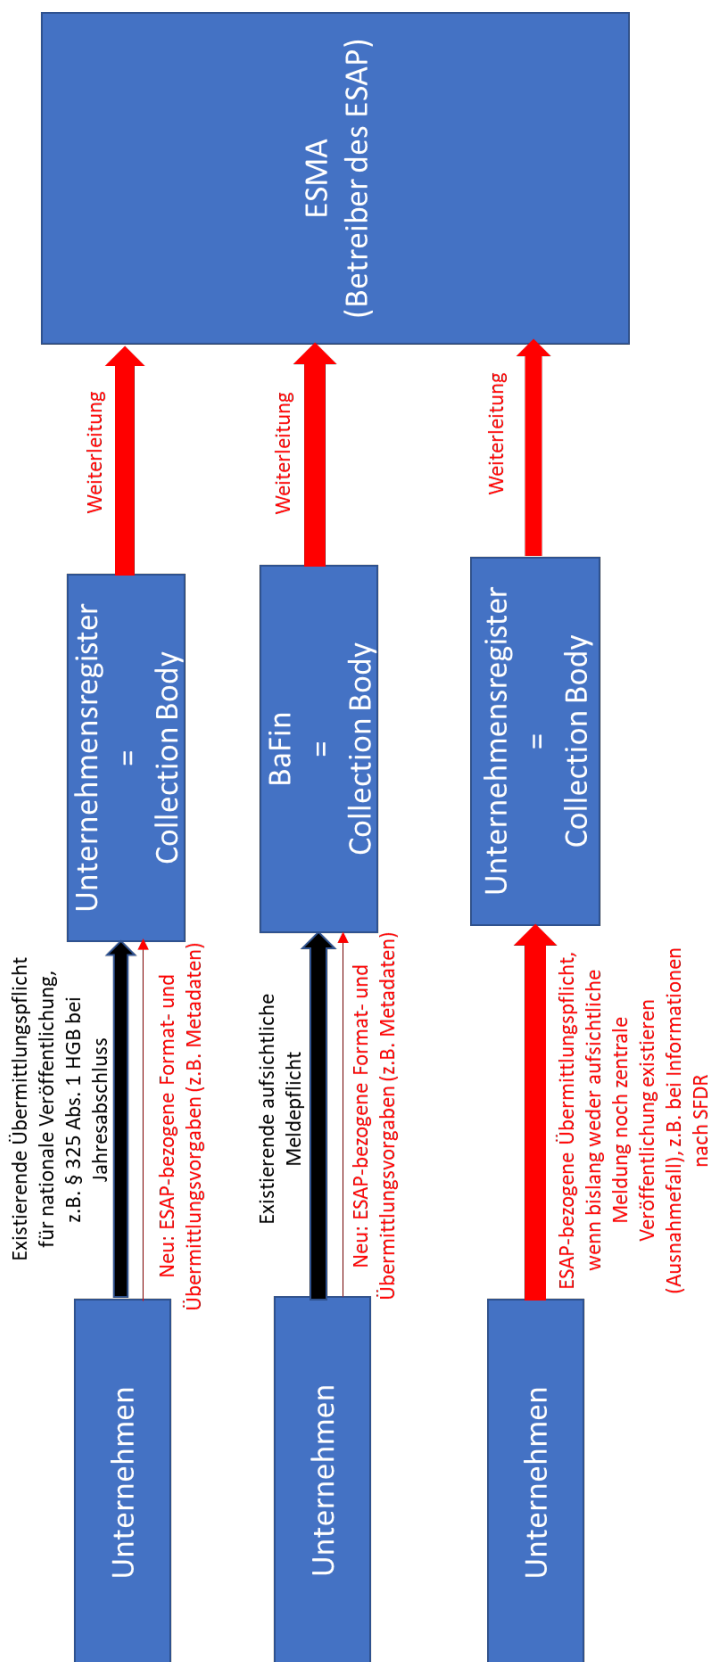 Unternehmen
Existierende Übermittlungspflicht
für nationale Veröffentlichung,
z.B. § 325 Abs. 1 HGB bei
Jahresabschluss
Neu: ESAP-bezogene Format- und
Übermittlungsvorgaben (z.B. Metadaten)
Unternehmensregister
=
Collection Body
Weiterleitung
Unternehmen
Existierende aufsichtliche
Meldepflicht
Neu: ESAP-bezogene Format- und
Übermittlungsvorgaben (z.B. Metadaten)
BaFin
=
Collection Body
Weiterleitung
Unternehmen
ESAP-bezogene Übermittlungspflicht,
wenn bislang weder aufsichtliche
Meldung noch zentrale
Veröffentlichung existieren
(Ausnahmefall), z.B. bei Informationen
nach SFDR
Unternehmensregister
=
Collection Body
Weiterleitung
ESMA
(Betreiber des ESAP)